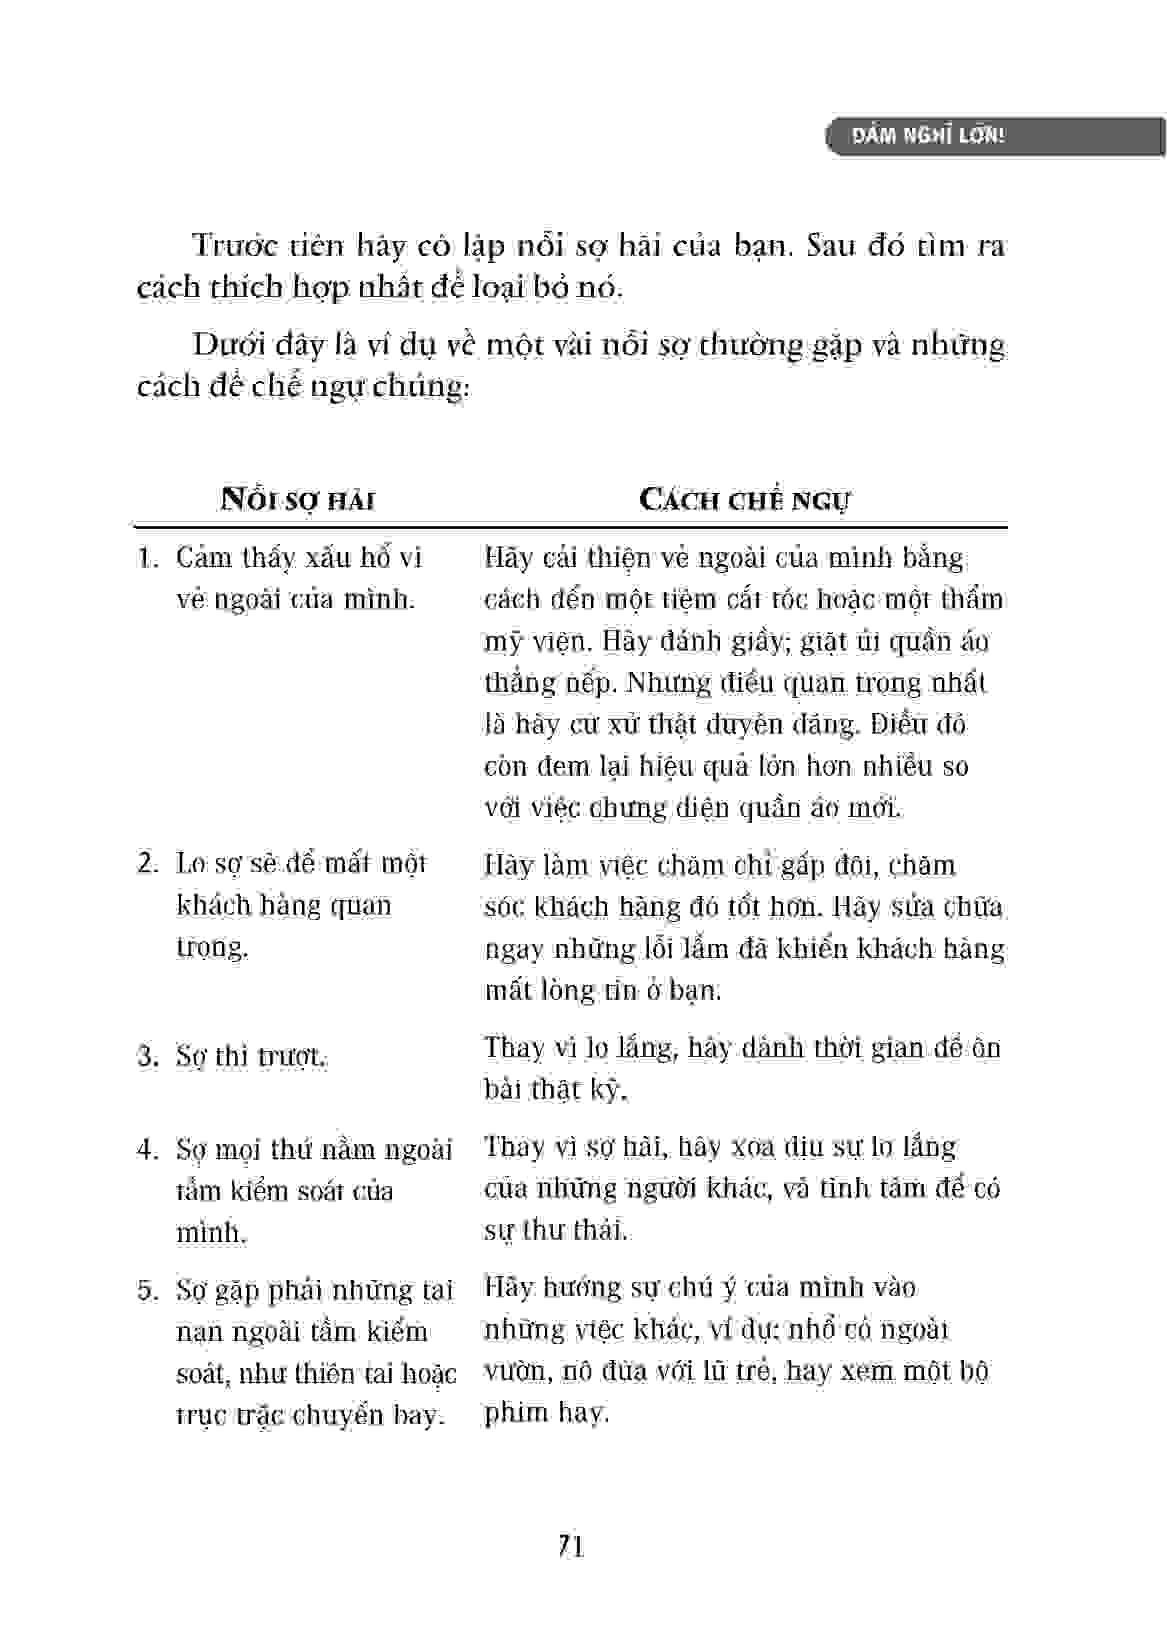 DÁM NGHĨ LỚN!
Trước tiên hãy cô lập nỗi sợ hãi của bạn. Sau đó tìm ra
cách thích hợp nhất để loại bỏ nó.
Dưới đây là ví dụ về một vài nỗi sợ thường gặp và những
cách để chế ngự chúng:
NỖI SỢ HÃI
CÁCH CHẾ NGỰ
1. Cảm thấy xấu hổ vì
vẻ ngoài của mình.
Hãy cải thiện vẻ ngoài của mình bằng
cách đến một tiệm cắt tóc hoặc một thẩm
mỹ viện. Hãy đánh giầy; giặt ủi quần áo
thẳng nếp. Nhưng điều quan trọng nhất
là hãy cư xử thật duyên dáng. Điều đó
còn đem lại hiệu quả lớn hơn nhiều so
với việc chưng diện quần áo mới.
2. Lo sợ sẽ để mất một
khách hàng quan
trọng.
Hãy làm việc chăm chỉ gấp đôi, chăm
sóc khách hàng đó tốt hơn. Hãy sửa chữa
ngay những lỗi lầm đã khiến khách hàng
mất lòng tin ở bạn.
3. Sợ thi trượt.
Thay vì lo lắng, hãy dành thời gian để ôn
bài thật kỹ.
4. Sợ mọi thứ nằm ngoài
tầm kiểm soát của
mình.
Thay vì sợ hãi, hãy xoa dịu sự lo lắng
của những người khác, và tĩnh tâm để có
sự thư thái.
5. Sợ gặp phải những tai
nạn ngoài tầm kiểm
soát, như thiên tai hoặc
trục trặc chuyến bay.
Hãy hướng sự chú ý của mình vào
những việc khác, ví dụ: nhổ cỏ ngoài
vườn, nô đùa với lũ trẻ, hay xem một bộ
phim hay.
71